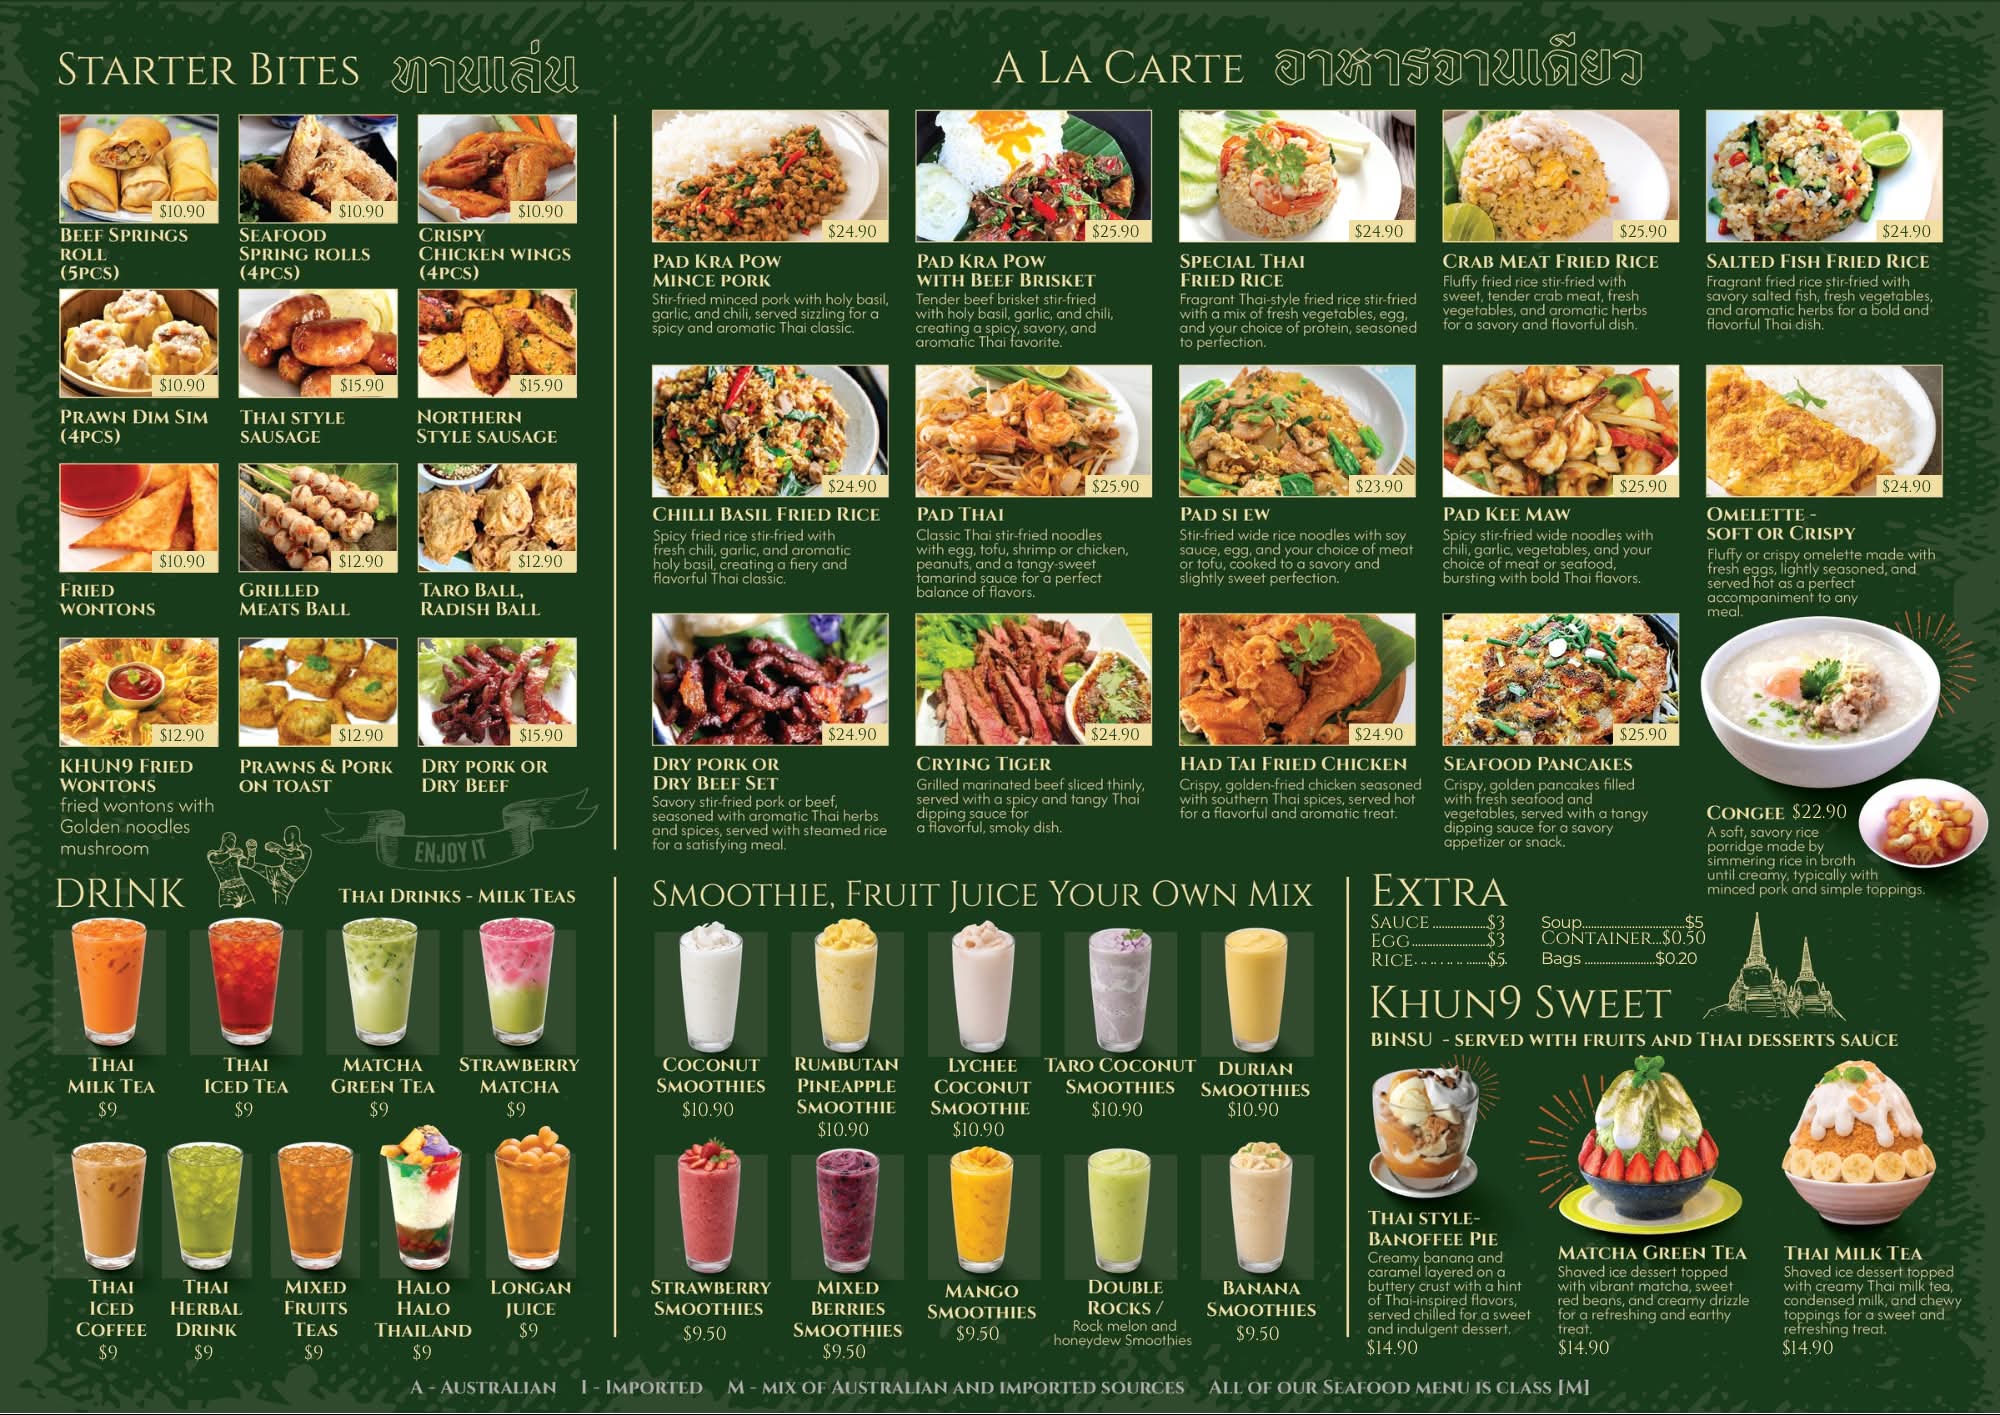 STARTER BITES ทานเล่น
$10.90
BEEF SPRINGS
ROLL
(5PCS)
$10.90
SEAFOOD
SPRING ROLLS
(4PCS)
$10.90
CRISPY
CHICKEN WINGS
(4PCS)
$10.90
PRAWN DIM SIM
(4PCS)
$15.90
THAI STYLE
SAUSAGE
$15.90
NORTHERN
STYLE SAUSAGE
$10.90
FRIED
WONTONS
$12.90
GRILLED
MEATS BALL
$12.90
TARO BALL,
RADISH BALL
$12.90
KHUN9 FRIED
WONTONS
fried wontons with
Golden noodles
mushroom
$12.90
PRAWNS & PORK
ON TOAST
$15.90
DRY PORK OR
DRY BEEF
ENJOY IT
A LA CARTE อาหารจานเดียว
$24.90
PAD KRA POW
MINCE PORK
Stir-fried minced pork with holy basil,
garlic, and chili, served sizzling for a
spicy and aromatic Thai classic.
$25.90
PAD KRA POW
WITH BEEF BRISKET
Tender beef brisket stir-fried
with holy basil, garlic, and chili,
creating a spicy, savory, and
aromatic Thai favorite.
$24.90
SPECIAL THAI
FRIED RICE
Fragrant Thai-style fried rice stir-fried
with a mix of fresh vegetables, egg,
and your choice of protein, seasoned
to perfection.
$25.90
CRAB MEAT FRIED RICE
Fluffy fried rice stir-fried with
sweet, tender crab meat, fresh
vegetables, and aromatic herbs
for a savory and flavorful dish.
$24.90
SALTED FISH FRIED RICE
Fragrant fried rice stir-fried with
savory salted fish, fresh vegetables,
and aromatic herbs for a bold and
flavorful Thai dish.
$24.90
CHILLI BASIL FRIED RICE
Spicy fried rice stir-fried with
fresh chili, garlic, and aromatic
holy basil, creating a fiery and
flavorful Thai classic.
$25.90
PAD THAI
Classic Thai stir-fried noodles
with egg, tofu, shrimp or chicken,
peanuts, and a tangy-sweet
tamarind sauce for a perfect
balance of flavors.
$23.90
PAD SI EW
Stir-fried wide rice noodles with soy
sauce, egg, and your choice of meat
or tofu, cooked to a savory and
slightly sweet perfection.
$25.90
PAD KEE MAW
Spicy stir-fried wide noodles with
chili, garlic, vegetables, and your
choice of meat or seafood,
bursting with bold Thai flavors.
$24.90
OMELETTE -
SOFT OR CRISPY
Fluffy or crispy omelette made with
fresh eggs, lightly seasoned, and
served hot as a perfect
accompaniment to any
meal.
$24.90
DRY PORK OR
DRY BEEF SET
Savory stir-fried pork or beef,
seasoned with aromatic Thai herbs
and spices, served with steamed rice
for a satisfying meal.
$24.90
CRYING TIGER
Grilled marinated beef sliced thinly,
served with a spicy and tangy Thai
dipping sauce for
a flavorful, smoky dish.
$24.90
HAD TAI FRIED CHICKEN
Crispy, golden-fried chicken seasoned
with southern Thai spices, served hot
for a flavorful and aromatic treat.
$25.90
SEAFOOD PANCAKES
Crispy, golden pancakes filled
with fresh seafood and
vegetables, served with a tangy
dipping sauce for a savory
appetizer or snack.
CONGEE $22.90
A soft, savory rice
porridge made by
simmering rice in broth
until creamy, typically with
minced pork and simple toppings.
DRINK
THAI DRINKS - MILK TEAS
THAI
MILK TEA
$9
THAI
ICED TEA
$9
MATCHA
GREEN TEA
$9
STRAWBERRY
MATCHA
$9
THAI
ICED
COFFEE
$9
THAI
HERBAL
DRINK
$9
MIXED
FRUITS
TEAS
$9
HALO
HALO
THAILAND
$9
LONGAN
JUICE
$9
SMOOTHIE, FRUIT JUICE YOUR OWN MIX
COCONUT
SMOOTHIES
$10.90
RUMBUTAN
PINEAPPLE
SMOOTHIE
$10.90
LYCHEE
COCONUT
SMOOTHIE
$10.90
TARO COCONUT
SMOOTHIES
$10.90
DURIAN
SMOOTHIES
$10.90
STRAWBERRY
SMOOTHIES
$9.50
MIXED
BERRIES
SMOOTHIES
$9.50
MANGO
SMOOTHIES
$9.50
DOUBLE
ROCKS /
Rock melon and
honeydew Smoothies
BANANA
SMOOTHIES
$9.50
EXTRA
SAUCE..................$3
EGG.........................$3
RICE. .. .. .. .. .......$5.
Soup.................................$5
CONTAINER...$0.50
Bags .......................$0.20
KHUN9 SWEET
BINSU - SERVED WITH FRUITS AND THAI DESSERTS SAUCE
THAI STYLE-
BANOFFEE PIE
Creamy banana and
caramel layered on a
buttery crust with a hint
of Thai-inspired flavors,
served chilled for a sweet
and indulgent dessert.
$14.90
MATCHA GREEN TEA
Shaved ice dessert topped
with vibrant matcha, sweet
red beans, and creamy drizzle
for a refreshing and earthy
treat.
$14.90
THAI MILK TEA
Shaved ice dessert topped
with creamy Thai milk tea,
condensed milk, and chewy
toppings for a sweet and
refreshing treat.
$14.90
A - AUSTRALIAN I - IMPORTED M - MIX OF AUSTRALIAN AND IMPORTED SOURCES ALL OF OUR SEAFOOD MENU IS CLASS [M]